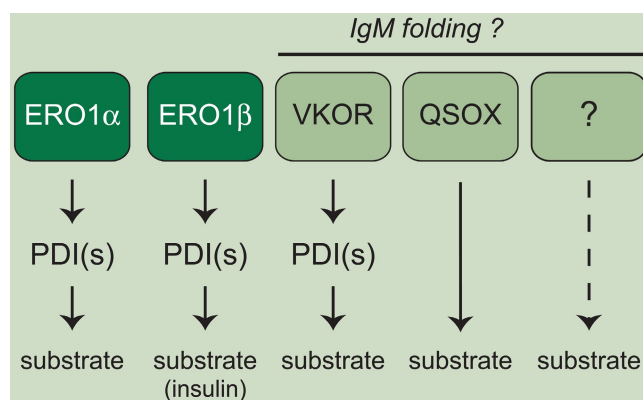 IgM folding ?
ERO1α ERO1β VKOR QSOX ?
PDI(s) PDI(s) PDI(s)
substrate substrate substrate substrate substrate
(insulin)